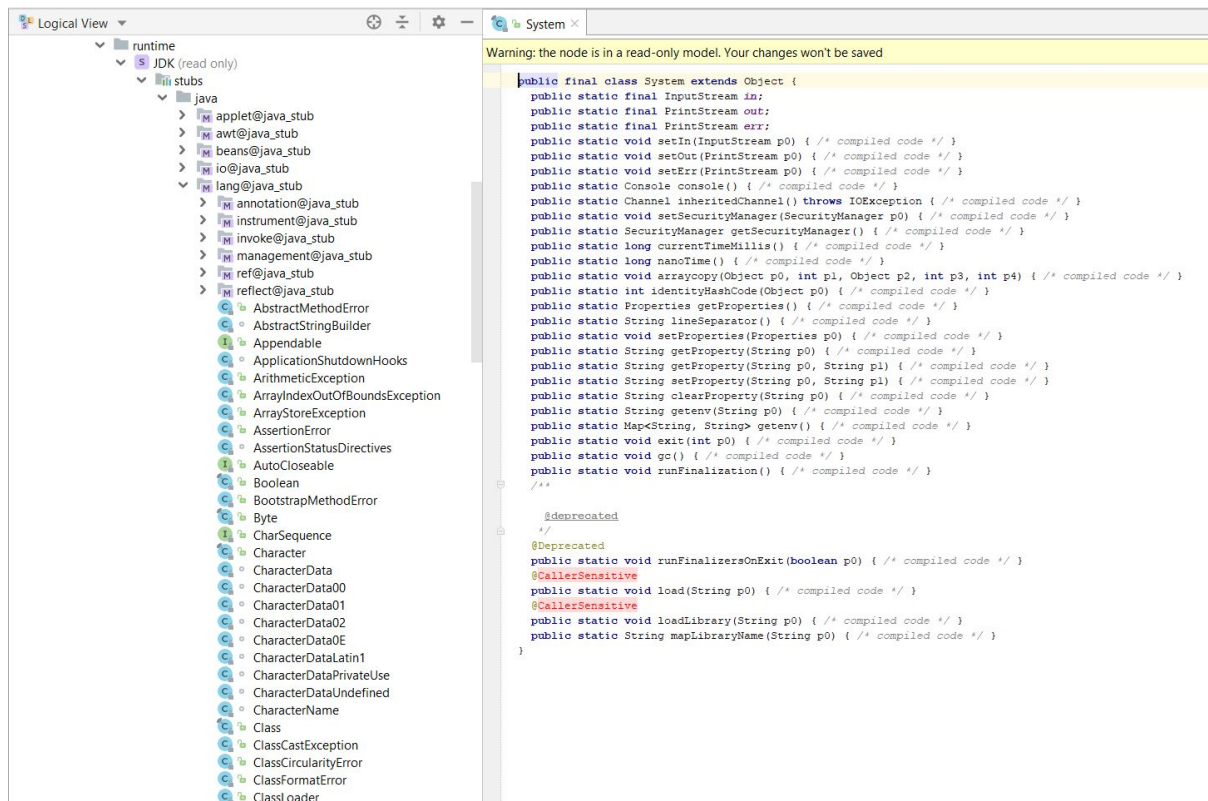 Logical View
runtime
JDK (read only)
stubs
java
applet@java_stub
awt@java_stub
beans@java_stub
io@java_stub
lang@java_stub
annotation@java_stub
instrument@java_stub
invoke@java_stub
management@java_stub
ref@java_stub
reflect@java_stub
AbstractMethodError
AbstractStringBuilder
Appendable
ApplicationShutdownHooks
ArithmeticException
ArrayIndexOutOfBoundsException
ArrayStoreException
AssertionError
AssertionStatusDirectives
AutoCloseable
Boolean
BootstrapMethodError
Byte
CharSequence
Character
CharacterData
CharacterData00
CharacterData01
CharacterData02
CharacterData0E
CharacterDataLatin1
CharacterDataPrivateUse
CharacterDataUndefined
CharacterName
Class
ClassCastException
ClassCircularityError
ClassFormatError
ClassLoader
System
Warning: the node is in a read-only model. Your changes won't be saved
public final class System extends Object {
public static final InputStream in;
public static final PrintStream out;
public static final PrintStream err;
public static void setIn(InputStream p0) { /* compiled code */ }
public static void setOut(PrintStream p0) { /* compiled code */ }
public static void setErr(PrintStream p0) { /* compiled code */ }
public static Console console() { /* compiled code */ }
public static Channel inheritedChannel() throws IOException { /* compiled code */ }
public static void setSecurityManager(SecurityManager p0) { /* compiled code */ }
public static SecurityManager getSecurityManager() { /* compiled code */ }
public static long currentTimeMillis() { /* compiled code */ }
public static long nanoTime() { /* compiled code */ }
public static void arraycopy(Object p0, int p1, Object p2, int p3, int p4) { /* compiled code */ }
public static int identityHashCode(Object p0) { /* compiled code */ }
public static Properties getProperties() { /* compiled code */ }
public static String lineSeparator() { /* compiled code */ }
public static void setProperties(Properties p0) { /* compiled code */ }
public static String getProperty(String p0) { /* compiled code */ }
public static String getProperty(String p0, String p1) { /* compiled code */ }
public static String setProperty(String p0, String p1) { /* compiled code */ }
public static String clearProperty(String p0) { /* compiled code */ }
public static String getenv(String p0) { /* compiled code */ }
public static Map<String, String> getenv() { /* compiled code */ }
public static void exit(int p0) { /* compiled code */ }
public static void gc() { /* compiled code */ }
public static void runFinalization() { /* compiled code */ }
/**
@deprecated
*/
@Deprecated
public static void runFinalizersOnExit(boolean p0) { /* compiled code */ }
@CallerSensitive
public static void load(String p0) { /* compiled code */ }
@CallerSensitive
public static void loadLibrary(String p0) { /* compiled code */ }
public static String mapLibraryName(String p0) { /* compiled code */ }
}